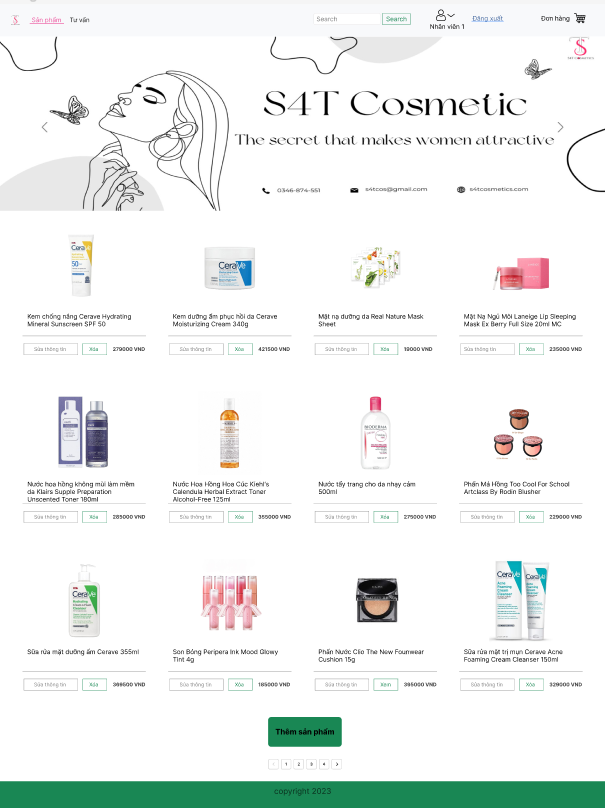 S
Sản phẩm
Tư vấn
Search
Search
Nhân viên 1
Đăng xuất
Đơn hàng
S
S4T Cosmetic
The secret that makes women attractive
0346-874-551
s4tcos@gmail.com
s4tcosmetics.com
Kem chống nắng Cerave Hydrating
Mineral Sunscreen SPF 50
Sửa thông tin
Xóa
279000 VND
Kem dưỡng ẩm phục hồi da Cerave
Moisturizing Cream 340g
Sửa thông tin
Xóa
421500 VND
Mặt nạ dưỡng da Real Nature Mask
Sheet
Sửa thông tin
Xóa
19000 VND
Mặt Nạ Ngủ Môi Laneige Lip Sleeping
Mask Ex Berry Full Size 20ml MC
Sửa thông tin
Xóa
235000 VND
Nước hoa hồng không mùi làm mềm
da Klairs Supple Preparation
Unscented Toner 180ml
Sửa thông tin
Xóa
285000 VND
Nước Hoa Hồng Hoa Cúc Kiehl's
Calendula Herbal Extract Toner
Alcohol-Free 125ml
Sửa thông tin
Xóa
355000 VND
Nước tẩy trang cho da nhạy cảm
500ml
Sửa thông tin
Xóa
275000 VND
Phấn Má Hồng Too Cool For School
Artclass By Rodin Blusher
Sửa thông tin
Xóa
229000 VND
Sữa rửa mặt dưỡng ẩm Cerave 355ml
Sửa thông tin
Xóa
369500 VND
Son Bóng Peripera Ink Mood Glowy
Tint 4g
Sửa thông tin
Xóa
185000 VND
Phấn Nước Clio The New Founwear
Cushion 15g
Sửa thông tin
Xem
395000 VND
Sữa rửa mặt trị mụn Cerave Acne
Foaming Cream Cleanser 150ml
Sửa thông tin
Xóa
329000 VND
Thêm sản phẩm
1 2 3 4
copyright 2023